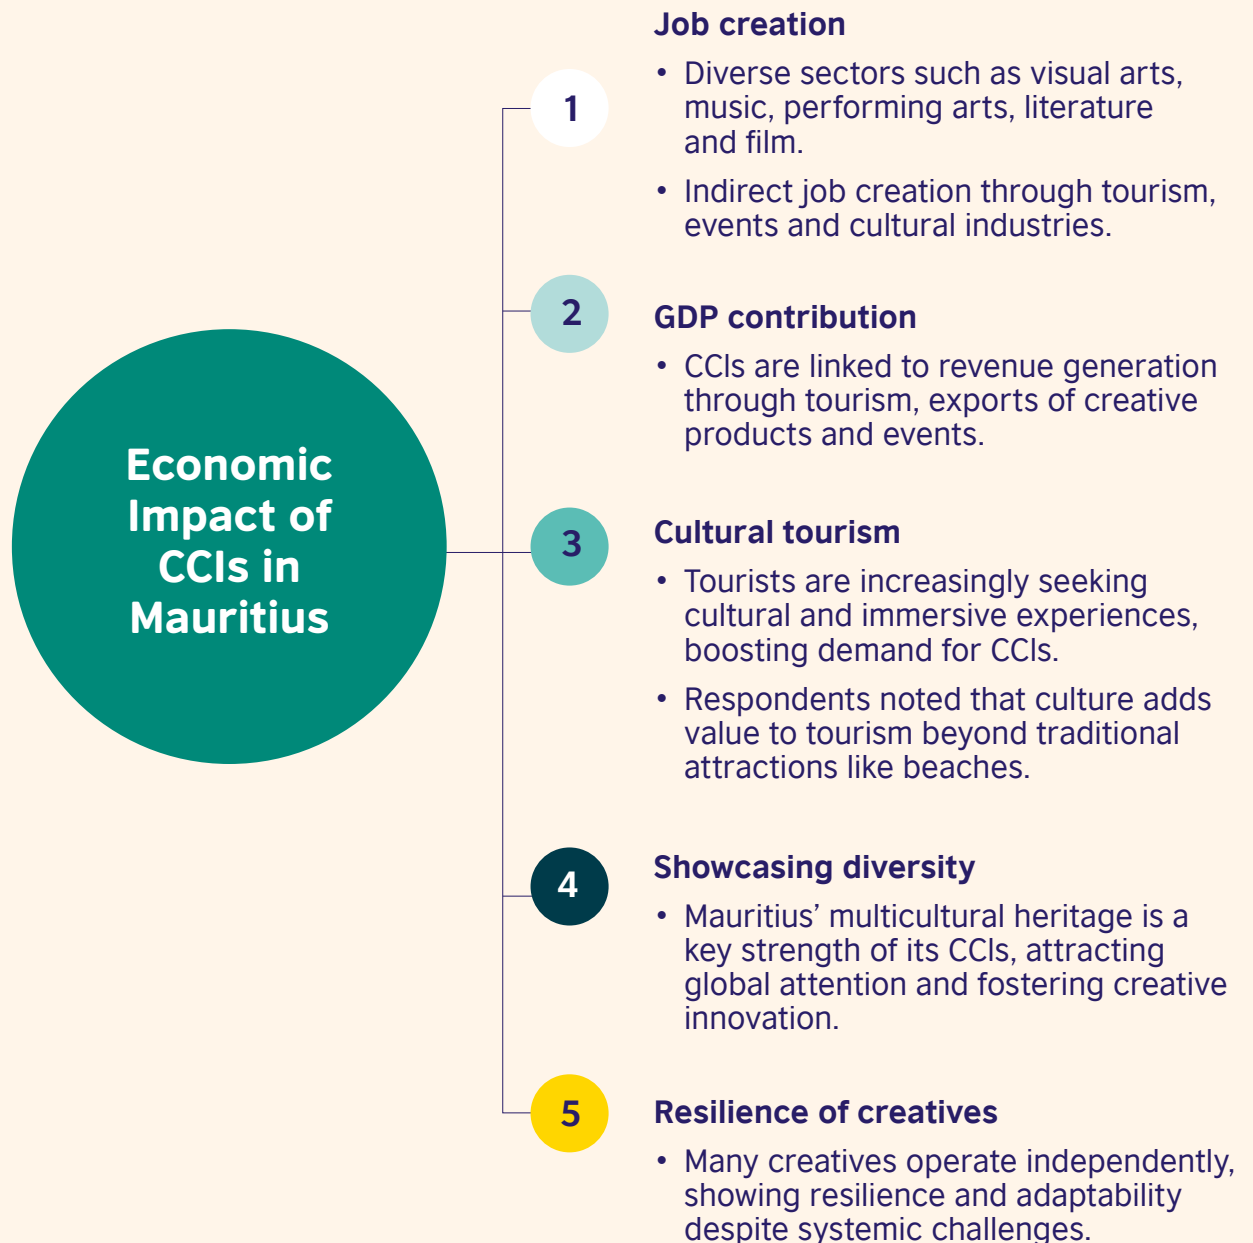 Economic
Impact of
CCIs in
Mauritius
1
Job creation
• Diverse sectors such as visual arts,
music, performing arts, literature
and film.
• Indirect job creation through tourism,
events and cultural industries.
2
GDP contribution
• CCIs are linked to revenue generation
through tourism, exports of creative
products and events.
3
Cultural tourism
• Tourists are increasingly seeking
cultural and immersive experiences,
boosting demand for CCIs.
• Respondents noted that culture adds
value to tourism beyond traditional
attractions like beaches.
4
Showcasing diversity
• Mauritius’ multicultural heritage is a
key strength of its CCIs, attracting
global attention and fostering creative
innovation.
5
Resilience of creatives
• Many creatives operate independently,
showing resilience and adaptability
despite systemic challenges.